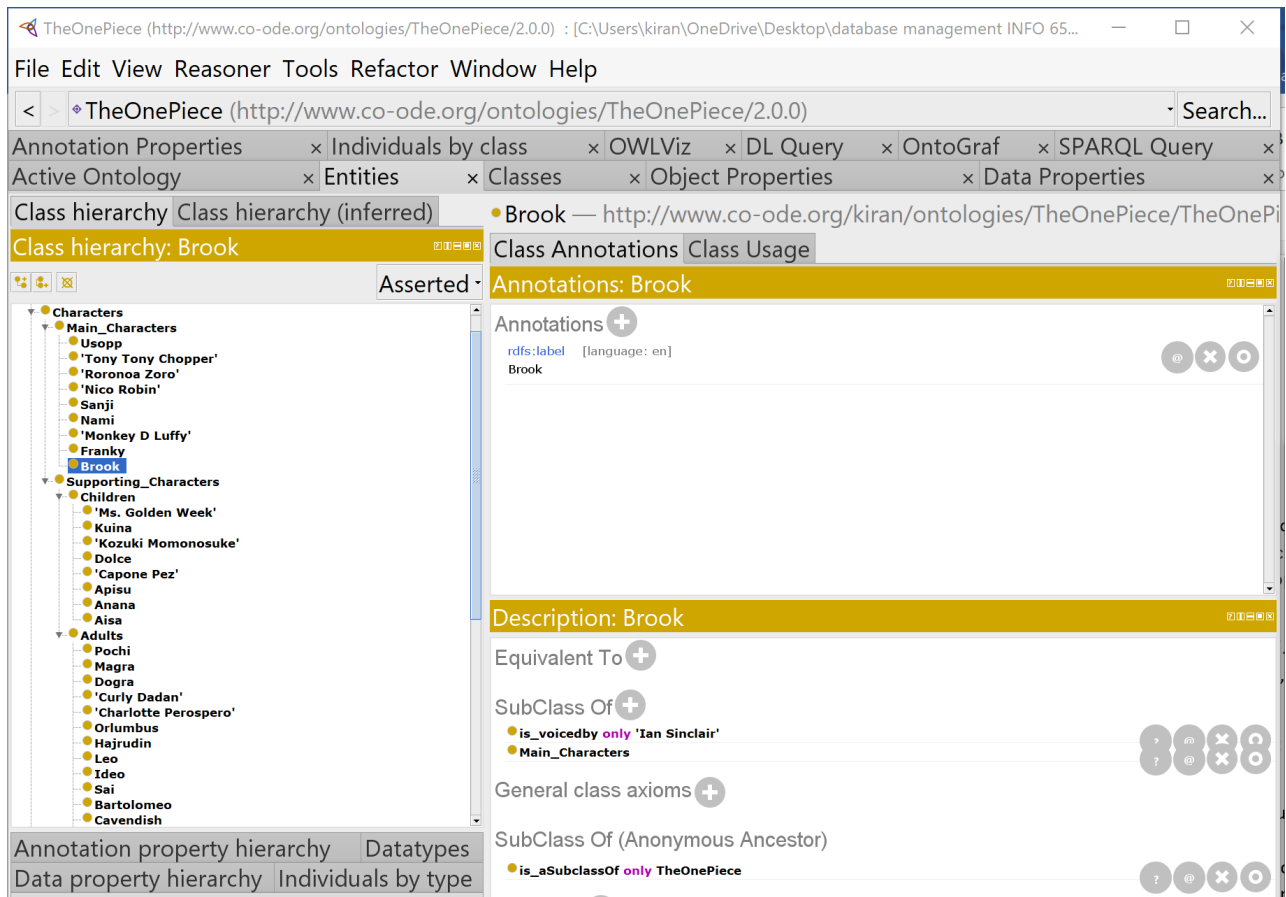 TheOnePiece (http://www.co-ode.org/ontologies/TheOnePiece/2.0.0) : [C:\Users\kiran\OneDrive\Desktop\database management INFO 65...
File Edit View Reasoner Tools Refactor Window Help
< > TheOnePiece (http://www.co-ode.org/ontologies/TheOnePiece/2.0.0) Search...
Annotation Properties × Individuals by class × OWLViz × DL Query × OntoGraf × SPARQL Query ×
Active Ontology × Entities × Classes × Object Properties × Data Properties ×
Class hierarchy Class hierarchy (inferred)
Class hierarchy: Brook
Asserted
Characters
Main_Characters
Usopp
'Tony Tony Chopper'
'Roronoa Zoro'
'Nico Robin'
Sanji
Nami
'Monkey D Luffy'
Franky
Brook
Supporting_Characters
Children
'Ms. Golden Week'
Kuina
'Kozuki Momonosuke'
Dolce
'Capone Pez'
Apisu
Anana
Aisa
Adults
Pochi
Magra
Dogra
'Curly Dadan'
'Charlotte Perospero'
Orlumbus
Hajrudin
Leo
Ideo
Sai
Bartolomeo
Cavendish
Annotation property hierarchy Datatypes
Data property hierarchy Individuals by type
Brook — http://www.co-ode.org/kiran/ontologies/TheOnePiece/TheOnePi
Class Annotations Class Usage
Annotations: Brook
Annotations
rdfs:label [language: en]
Brook
Description: Brook
Equivalent To
SubClass Of
is_voicedby only 'Ian Sinclair'
Main_Characters
General class axioms
SubClass Of (Anonymous Ancestor)
is_aSubclassOf only TheOnePiece